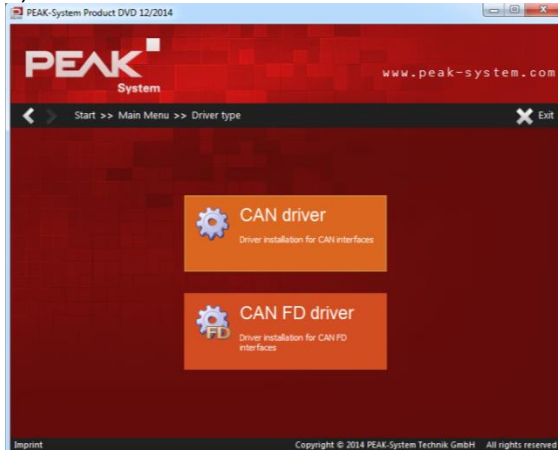 PEAK-System Product DVD 12/2014
PEAK
System
www.peak-system.com
Start >> Main Menu >> Driver type
Exit
CAN driver
Driver installation for CAN interfaces
CAN FD driver
FD
Driver installation for CAN FD
interfaces
Imprint
Copyright © 2014 PEAK-System Technik GmbH All rights reserved